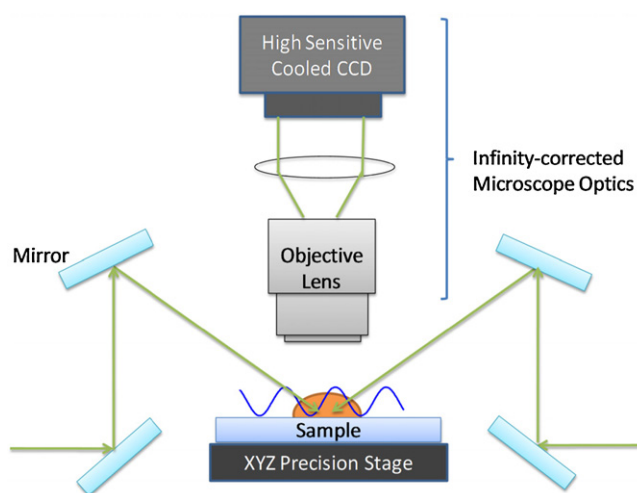 High Sensitive
Cooled CCD
Infinity-corrected
Microscope Optics
Mirror
Objective
Lens
Sample
XYZ Precision Stage